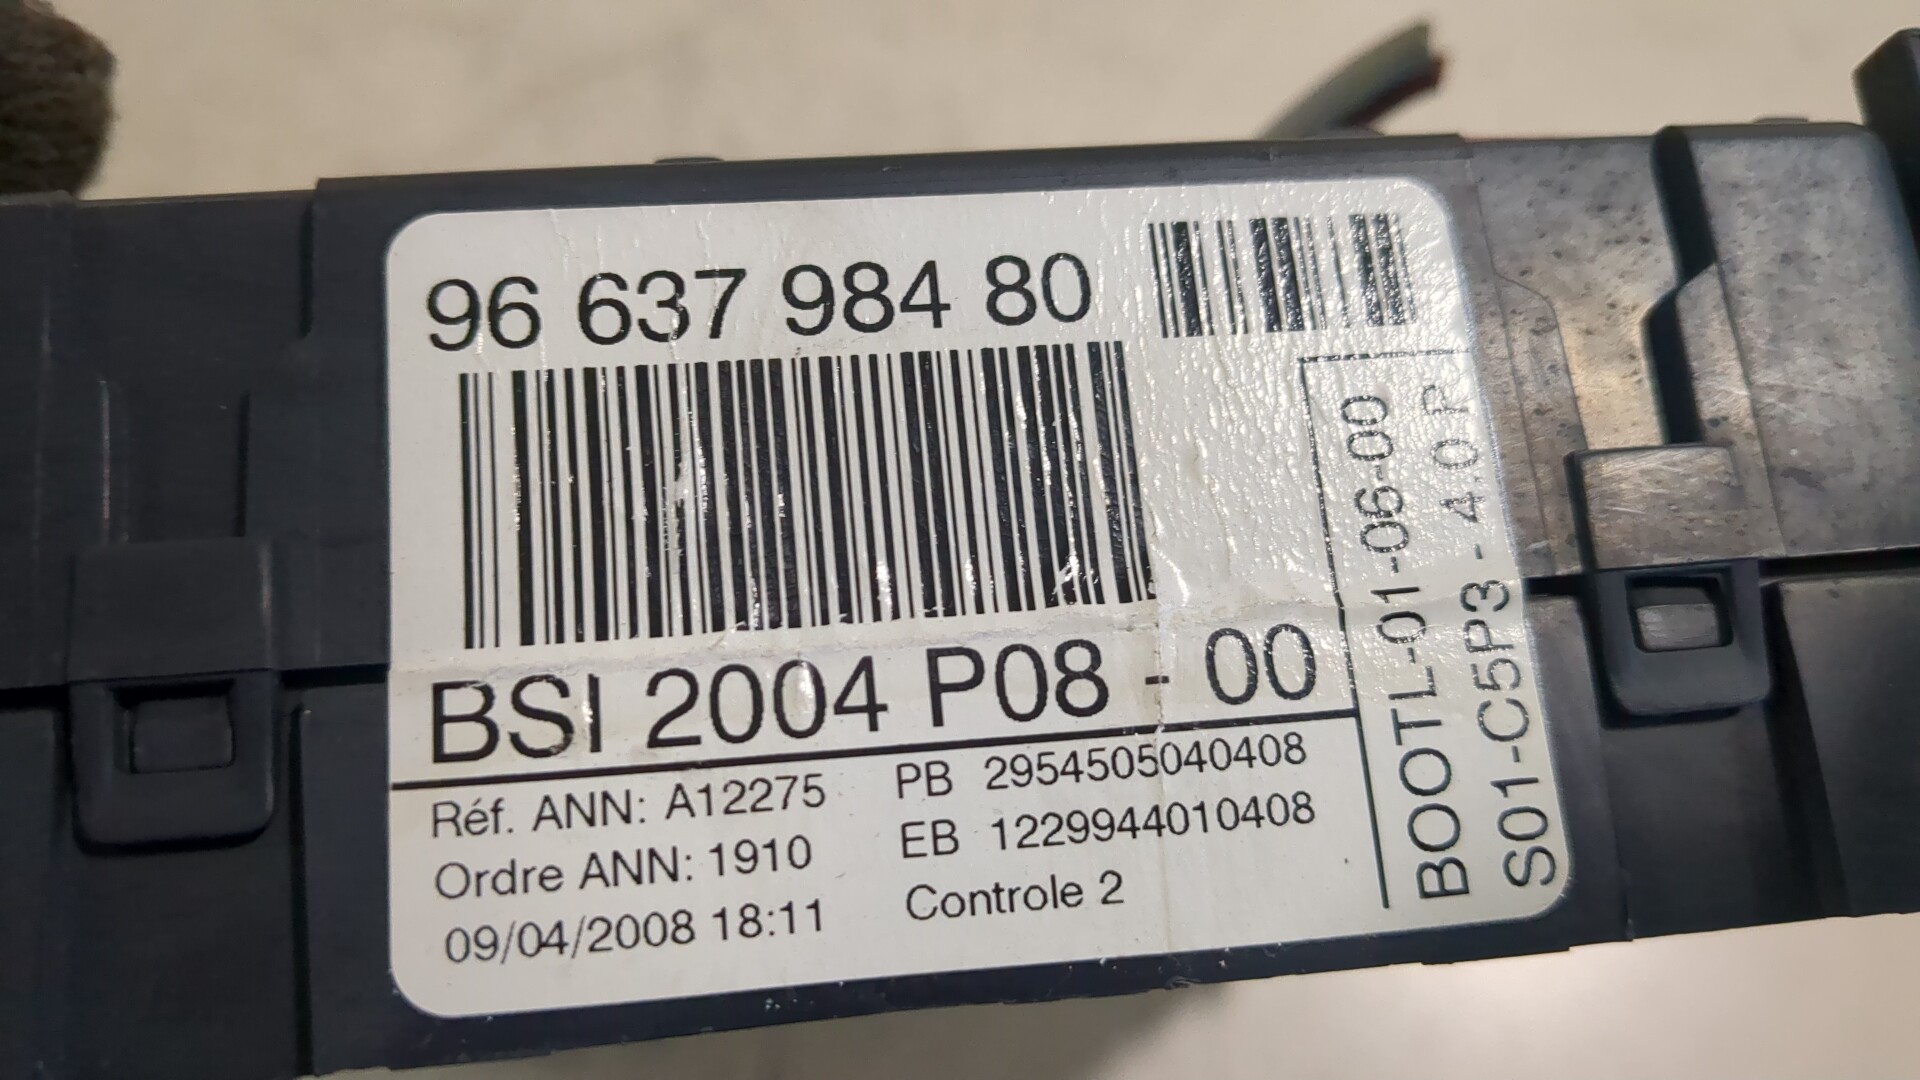 96 637 984 80
BSI 2004 P08 - 00
Réf. ANN: A12275 PB 2954505040408
Ordre ANN: 1910 EB 1229944010408
09/04/2008 18:11 Controle 2
BOOTL-01-06-00
S01-C5P3 - 4.0.P